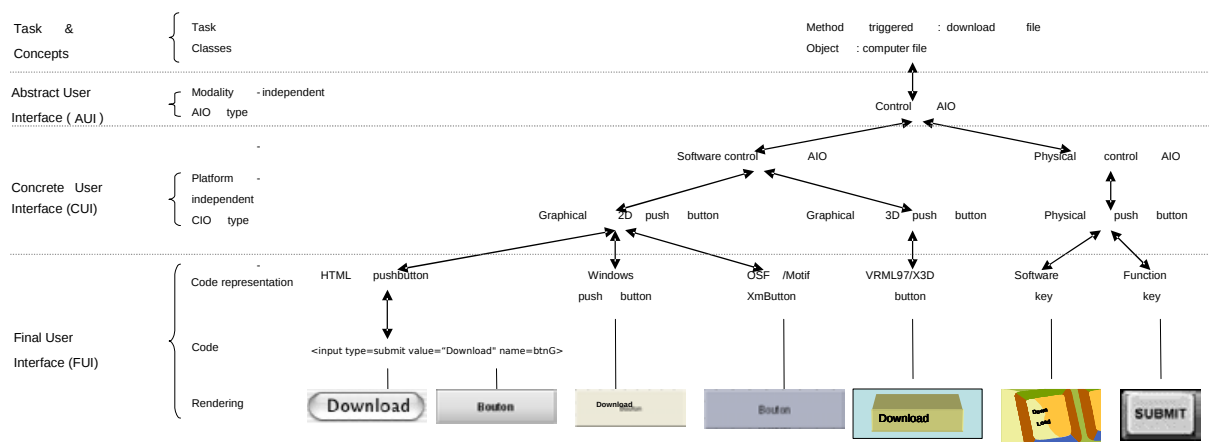 Task & Concepts
Task
Classes
Method triggered : download file
Object : computer file
Abstract User
Interface ( AUI )
Modality - independent
AIO type
Control AIO
-
Software control AIO
Physical control AIO
Concrete User
Interface (CUI)
Platform -
independent
CIO type
Graphical 2D push button
Graphical 3D push button
Physical push button
-
Final User
Interface (FUI)
Code representation
HTML pushbutton
Windows
push button
OSF /Motif
XmButton
VRML97/X3D
button
Software
key
Function
key
Code
<input type=submit value="Download" name=btnG>
Rendering
Download
Bouton
Download
Bouton
Bouton
Download
Down
Load
SUBMIT